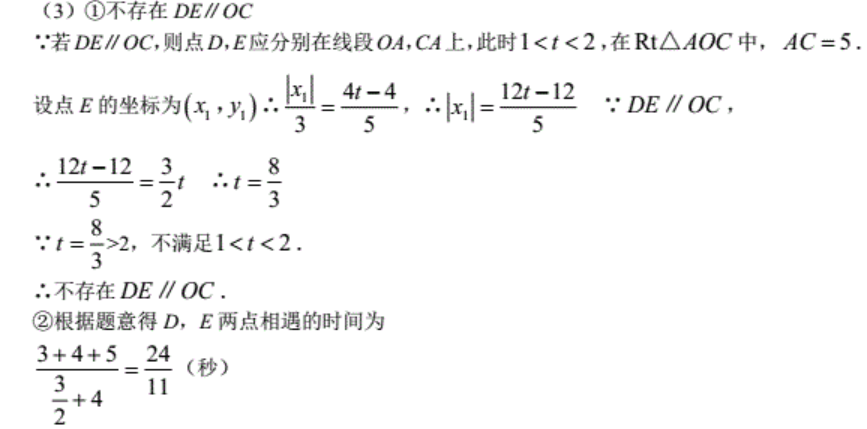 (3)①不存在 DE∥OC
∵若 DE∥OC,则点 D,E 应分别在线段 OA,CA 上,此时 1<t<2,在 Rt△AOC 中, AC=5.
设点 E 的坐标为(x₁,y₁)∴|x₁|/3=(4t-4)/5,∴|x₁|=(12t-12)/5 ∵DE∥OC,
∴(12t-12)/5=3/2 t ∴t=8/3
∵t=8/3>2,不满足 1<t<2.
∴不存在 DE∥OC.
②根据题意得 D,E 两点相遇的时间为
(3+4+5)/(3/2+4)=24/11(秒)